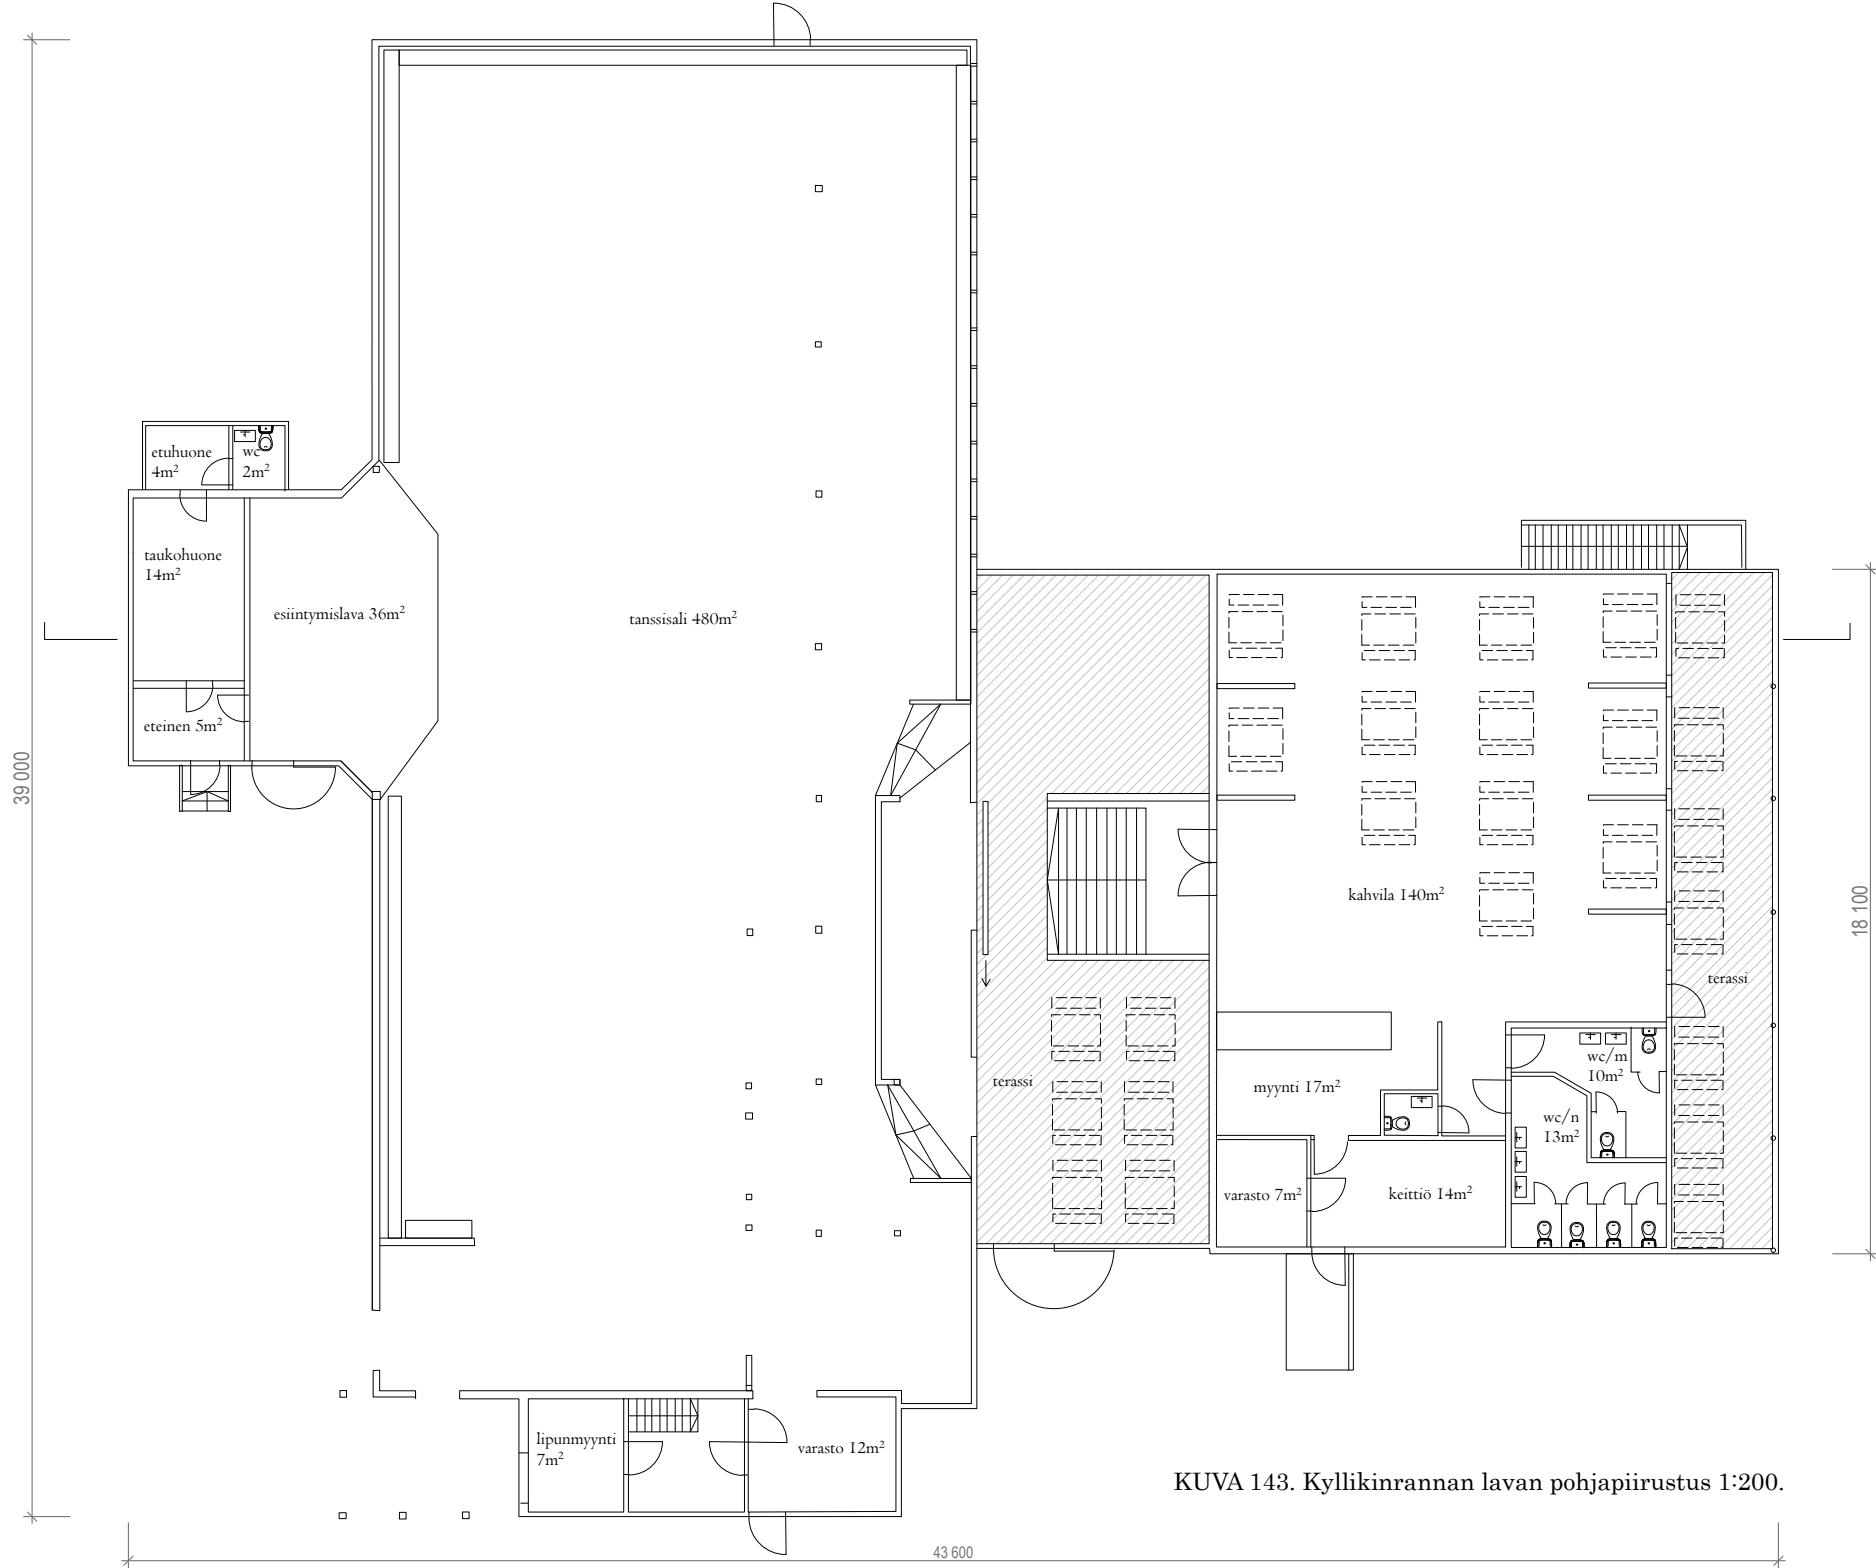 etuhuone
4m²
wc
2m²
taukohuone
14m²
esiintymislava 36m²
tanssisali 480m²
eteinen 5m²
39 000
kahvila 140m²
18 100
terassi
terassi
myynti 17m²
wc/m
10m²
wc/n
13m²
varasto 7m²
keittiö 14m²
lipunmyynti
7m²
varasto 12m²
KUVA 143. Kyllikinrannan lavan pohjapiirustus 1:200.
43 600